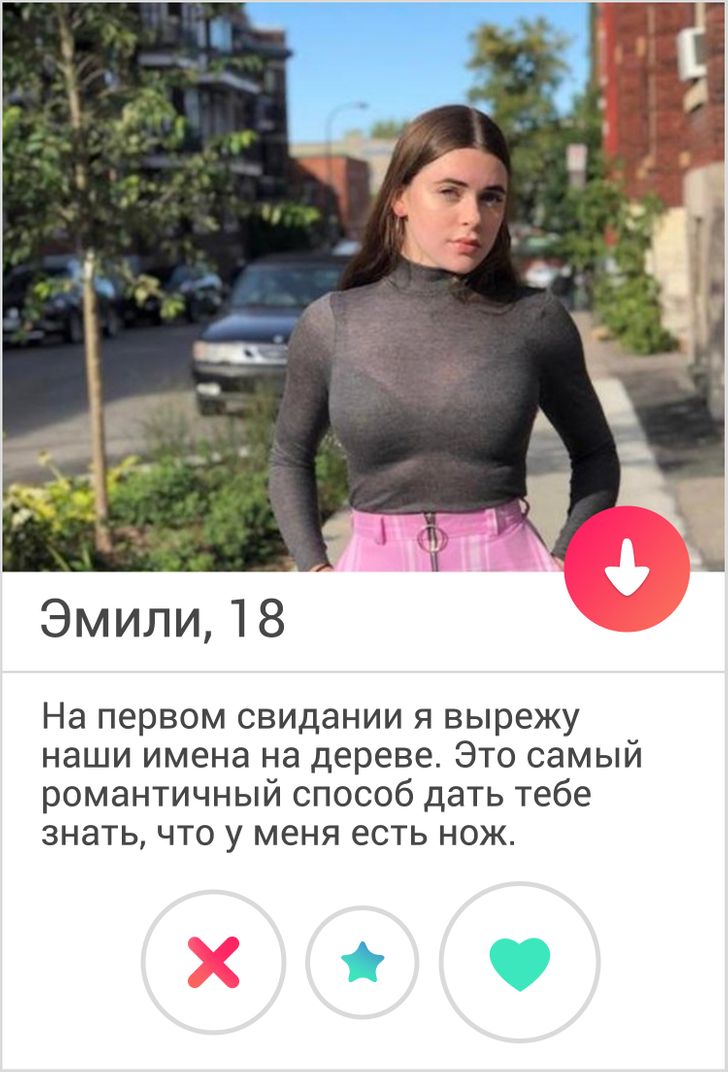 Эмили, 18
На первом свидании я вырежу
наши имена на дереве. Это самый
романтичный способ дать тебе
знать, что у меня есть нож.